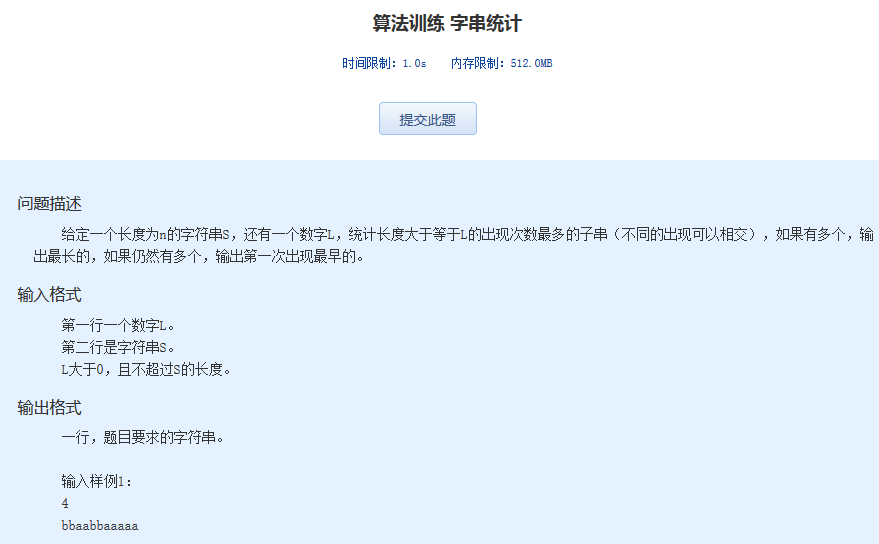 算法训练 字串统计
时间限制：1.0s 内存限制：512.0MB
提交此题
问题描述
给定一个长度为n的字符串S，还有一个数字L，统计长度大于等于L的出现次数最多的子串（不同的出现可以相交），如果有多个，输
出最长的，如果仍然有多个，输出第一次出现最早的。
输入格式
第一行一个数字L。
第二行是字符串S。
L大于0，且不超过S的长度。
输出格式
一行，题目要求的字符串。
输入样例1：
4
bbaabbaaaaa